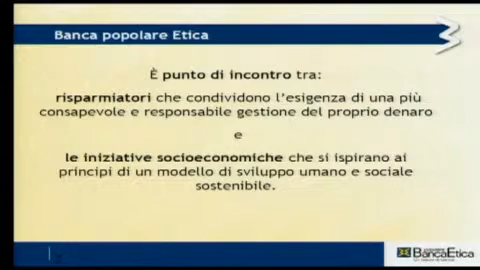 Banca popolare Etica
È punto di incontro tra:
risparmiatori che condividono l'esigenza di una più
consapevole e responsabile gestione del proprio denaro
e
le iniziative socioeconomiche che si ispirano ai
principi di un modello di sviluppo umano e sociale
sostenibile.
BancaEtica